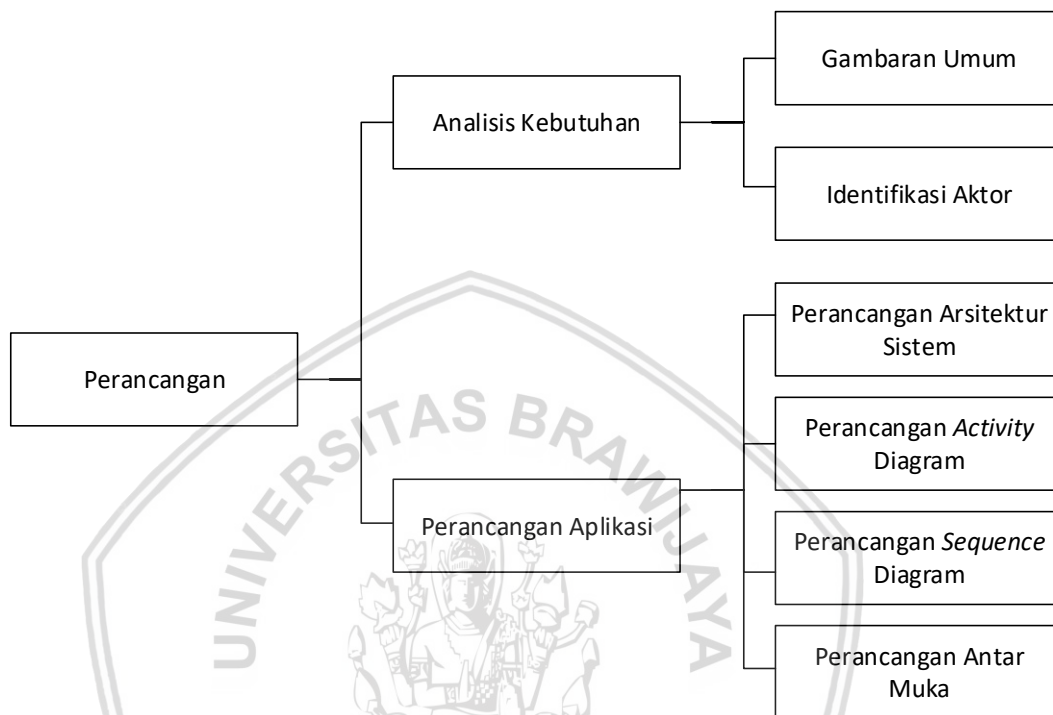 Gambaran Umum
Analisis Kebutuhan
Identifikasi Aktor
Perancangan Arsitektur
Sistem
Perancangan
Perancangan Activity
Diagram
Perancangan Aplikasi
Perancangan Sequence
Diagram
Perancangan Antar
Muka
UNIVERSITAS BRAWIJAYA